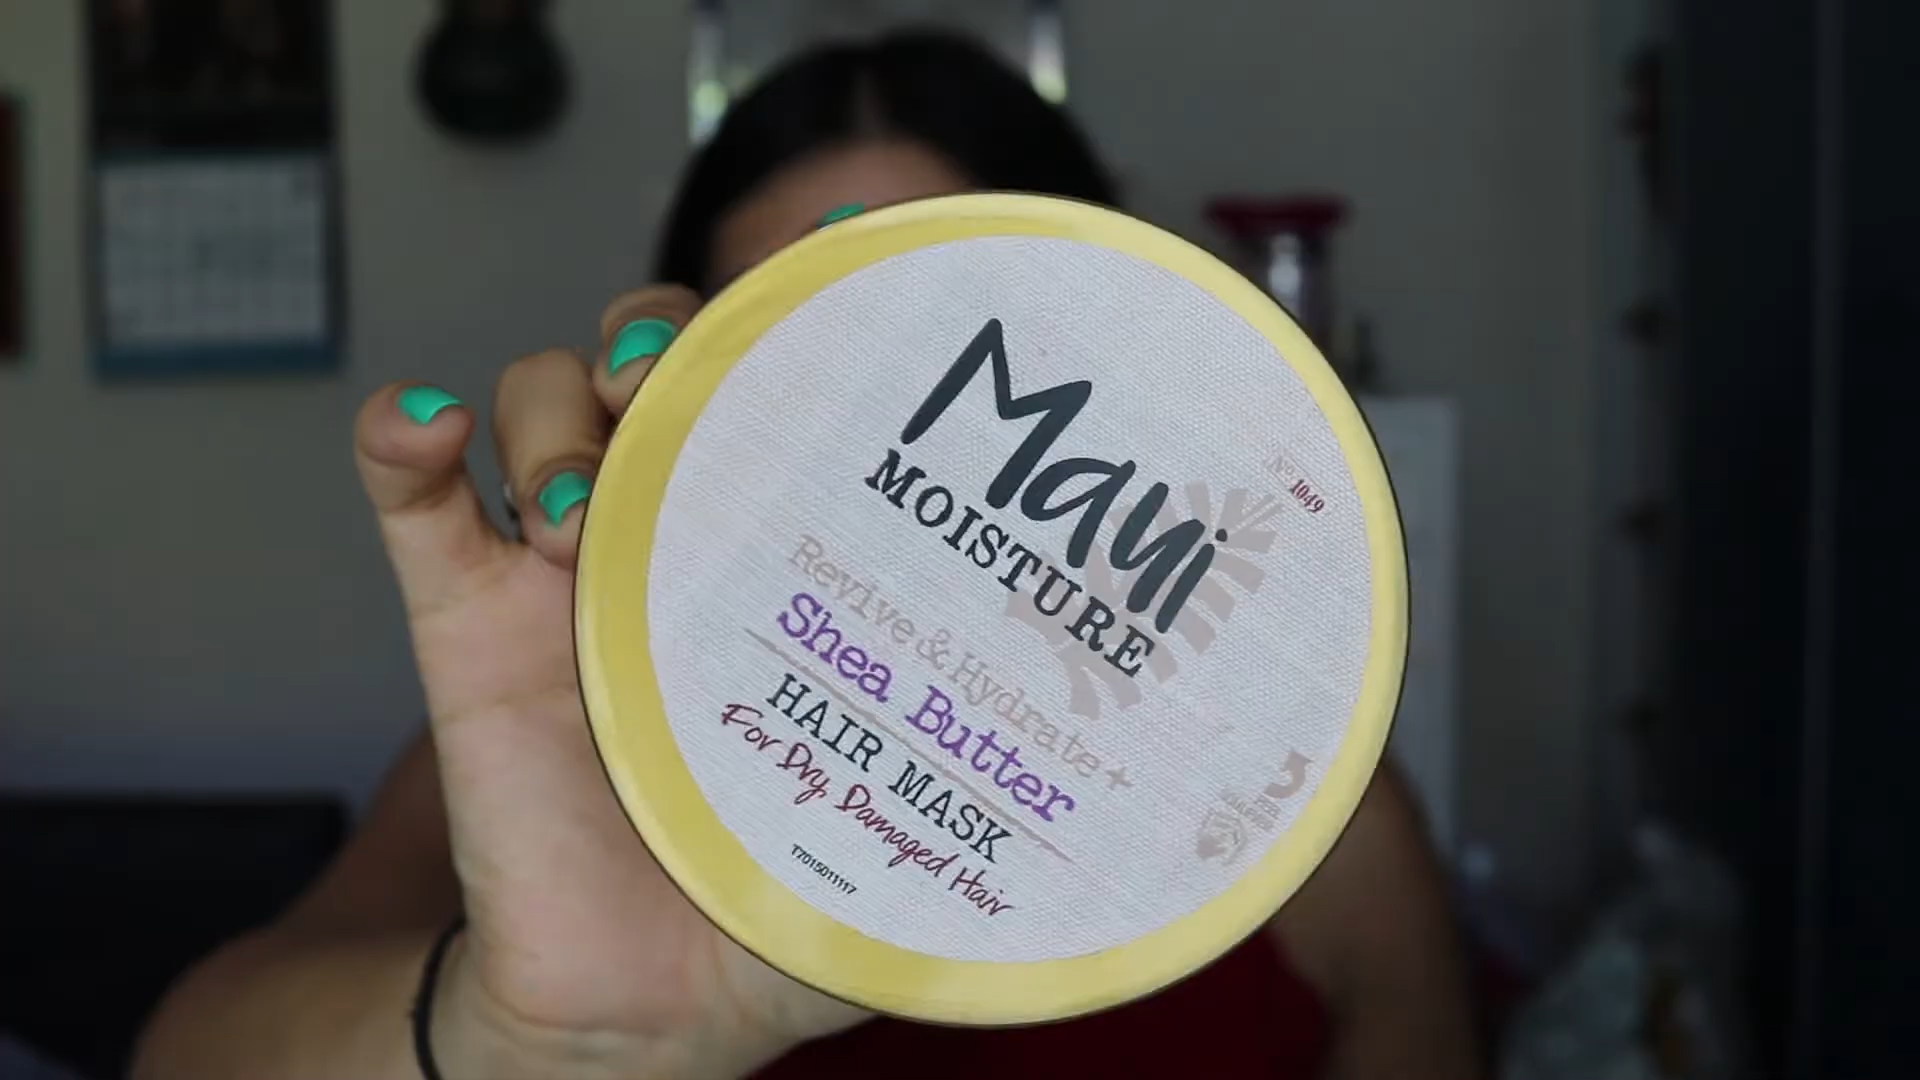 Maui
MOISTURE
Nº 1049
Revive & Hydrate +
Shea Butter
HAIR MASK
For Dry, Damaged Hair
T7015011117